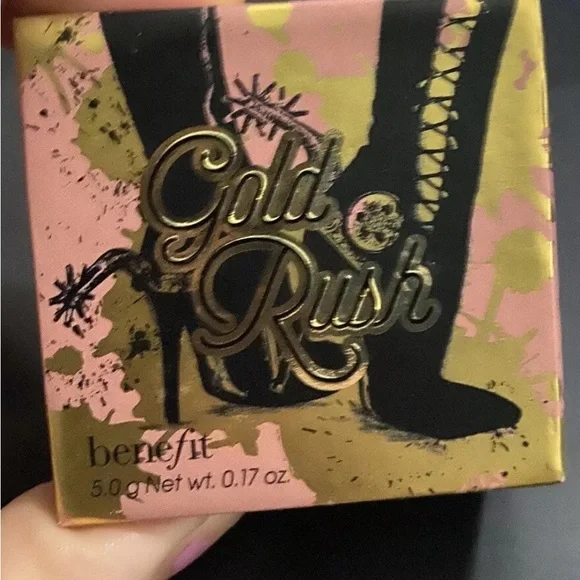 Gold
Rush
benefit
5.0 g Net wt. 0.17 oz.